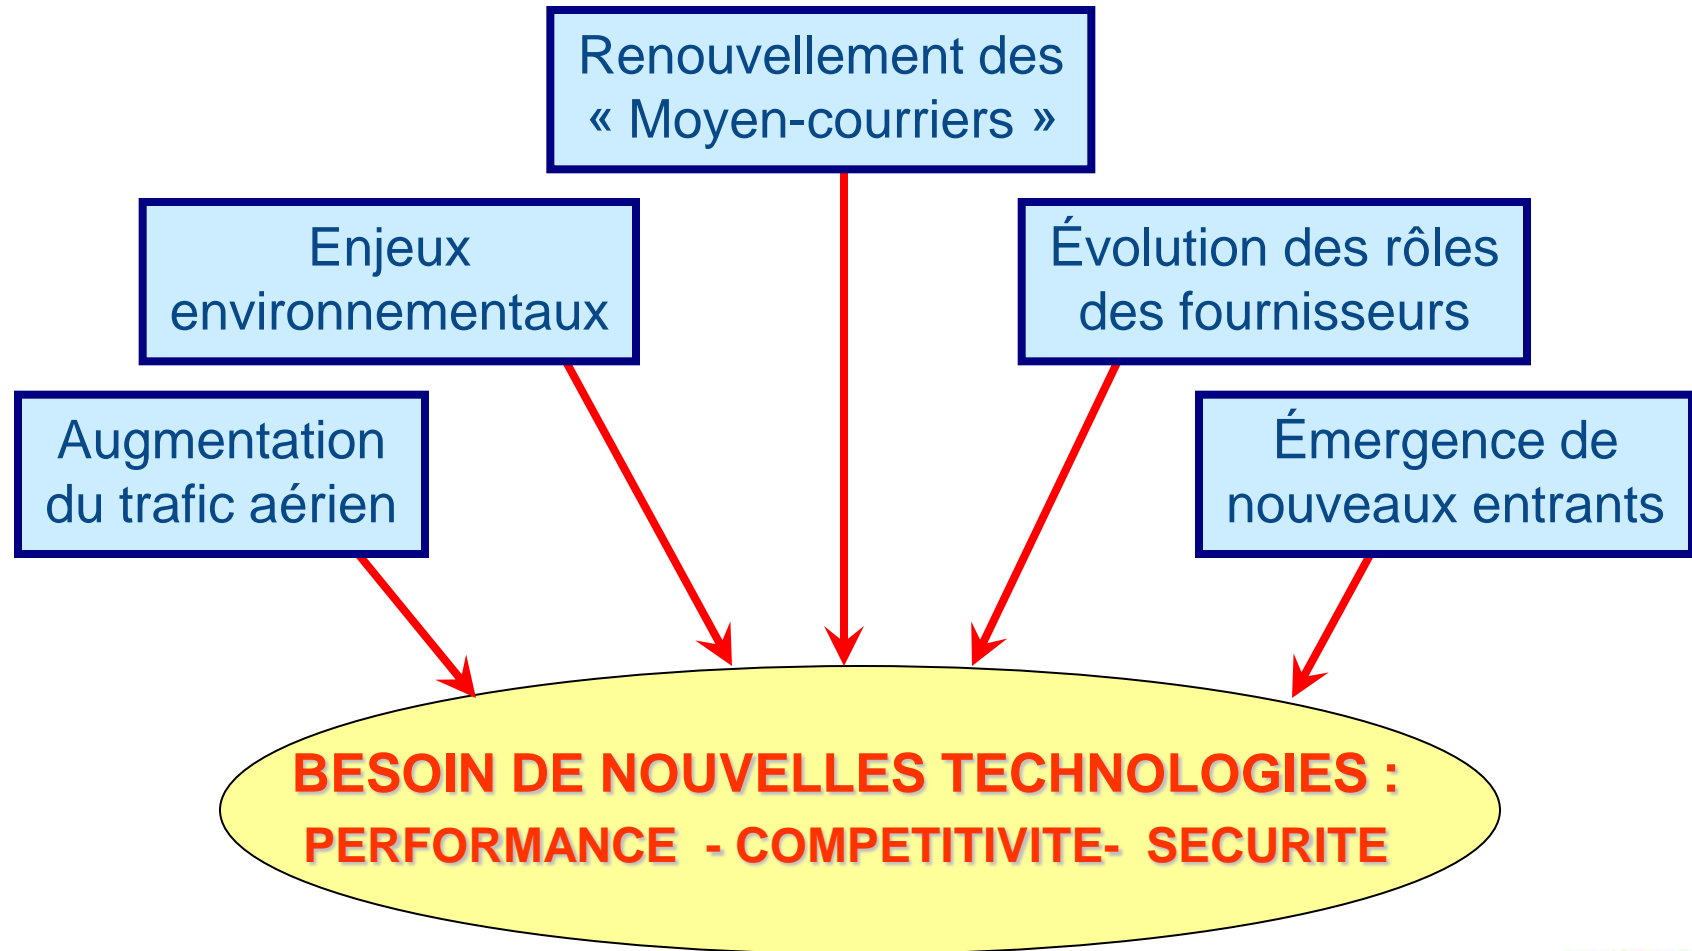 Renouvellement des
« Moyen-courriers »
Enjeux
environnementaux
Évolution des rôles
des fournisseurs
Augmentation
du trafic aérien
Émergence de
nouveaux entrants
BESOIN DE NOUVELLES TECHNOLOGIES :
PERFORMANCE - COMPETITIVITE- SECURITE